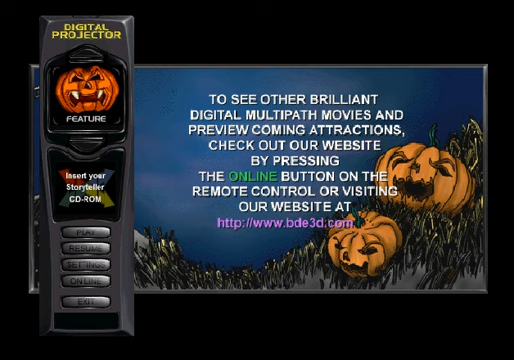 DIGITAL
PROJECTOR
FEATURE
Insert your
Storyteller
CD-ROM
PLAY
RESUME
SETTINGS
ONLINE
EXIT
TO SEE OTHER BRILLIANT
DIGITAL MULTIPATH MOVIES AND
PREVIEW COMING ATTRACTIONS,
CHECK OUT OUR WEBSITE
BY PRESSING
THE ONLINE BUTTON ON THE
REMOTE CONTROL OR VISITING
OUR WEBSITE AT
http://www.bde3d.com